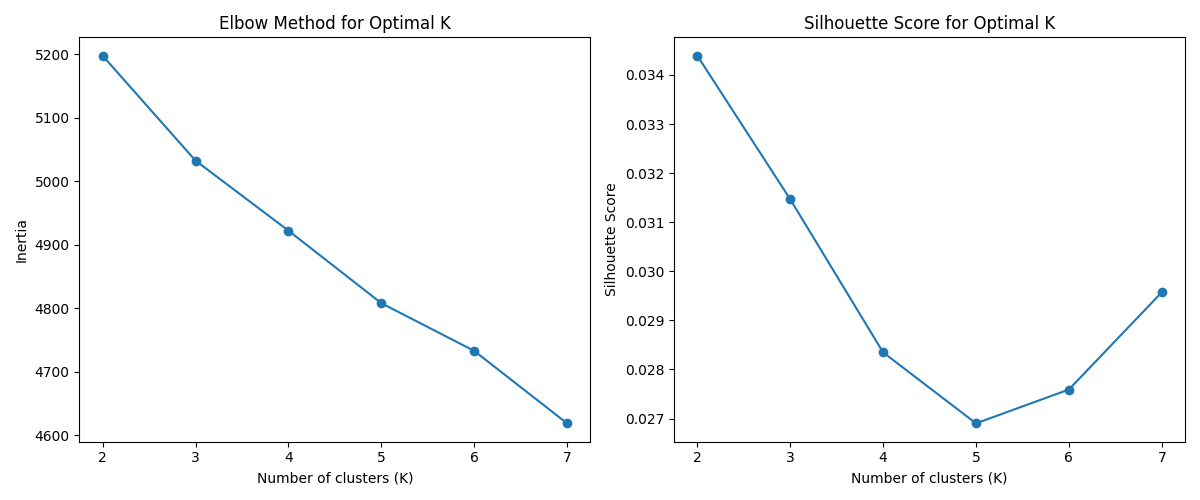 Elbow Method for Optimal K
5200
5100
5000
4900
4800
4700
4600
Inertia
2 3 4 5 6 7
Number of clusters (K)
Silhouette Score for Optimal K
0.034
0.033
0.032
0.031
0.030
0.029
0.028
0.027
Silhouette Score
2 3 4 5 6 7
Number of clusters (K)